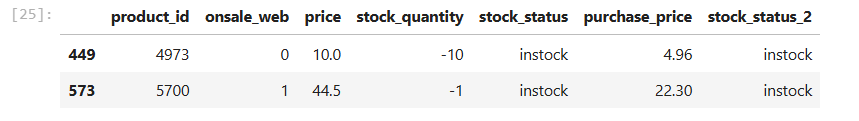 [25]:
product_id onsale_web price stock_quantity stock_status purchase_price stock_status_2
449 4973 0 10.0 -10 instock 4.96 instock
573 5700 1 44.5 -1 instock 22.30 instock